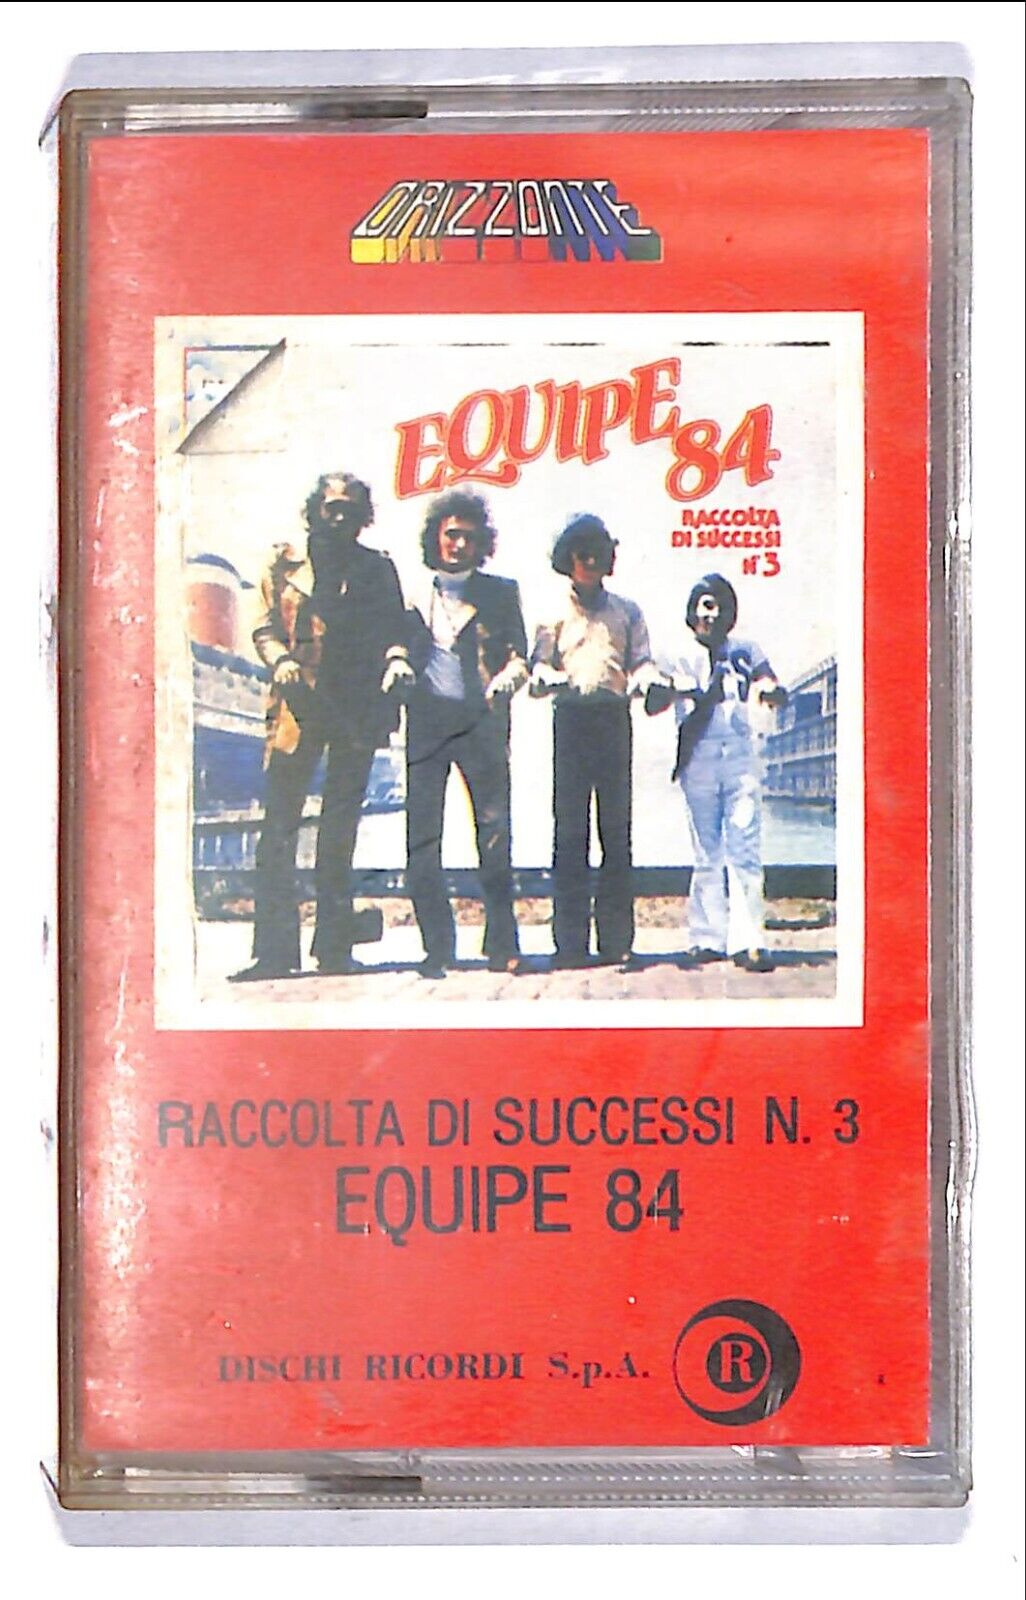 ORIZZONTE
EQUIPE 84
RACCOLTA
DI SUCCESSI
N° 3
RACCOLTA DI SUCCESSI N. 3
EQUIPE 84
DISCHI RICORDI S.p.A.
R